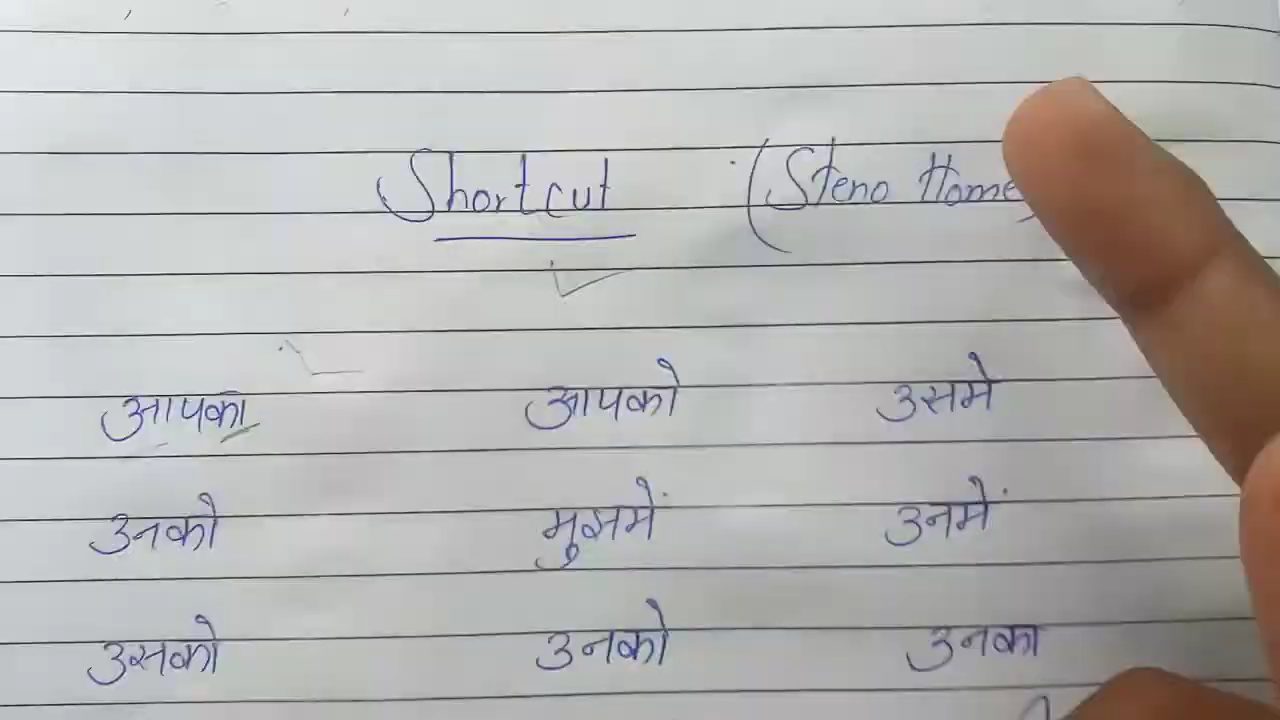 Shortcut (Steno Home
आपका आपको उसमे
उनको मुझमें उनमें
उसको उनको उनका